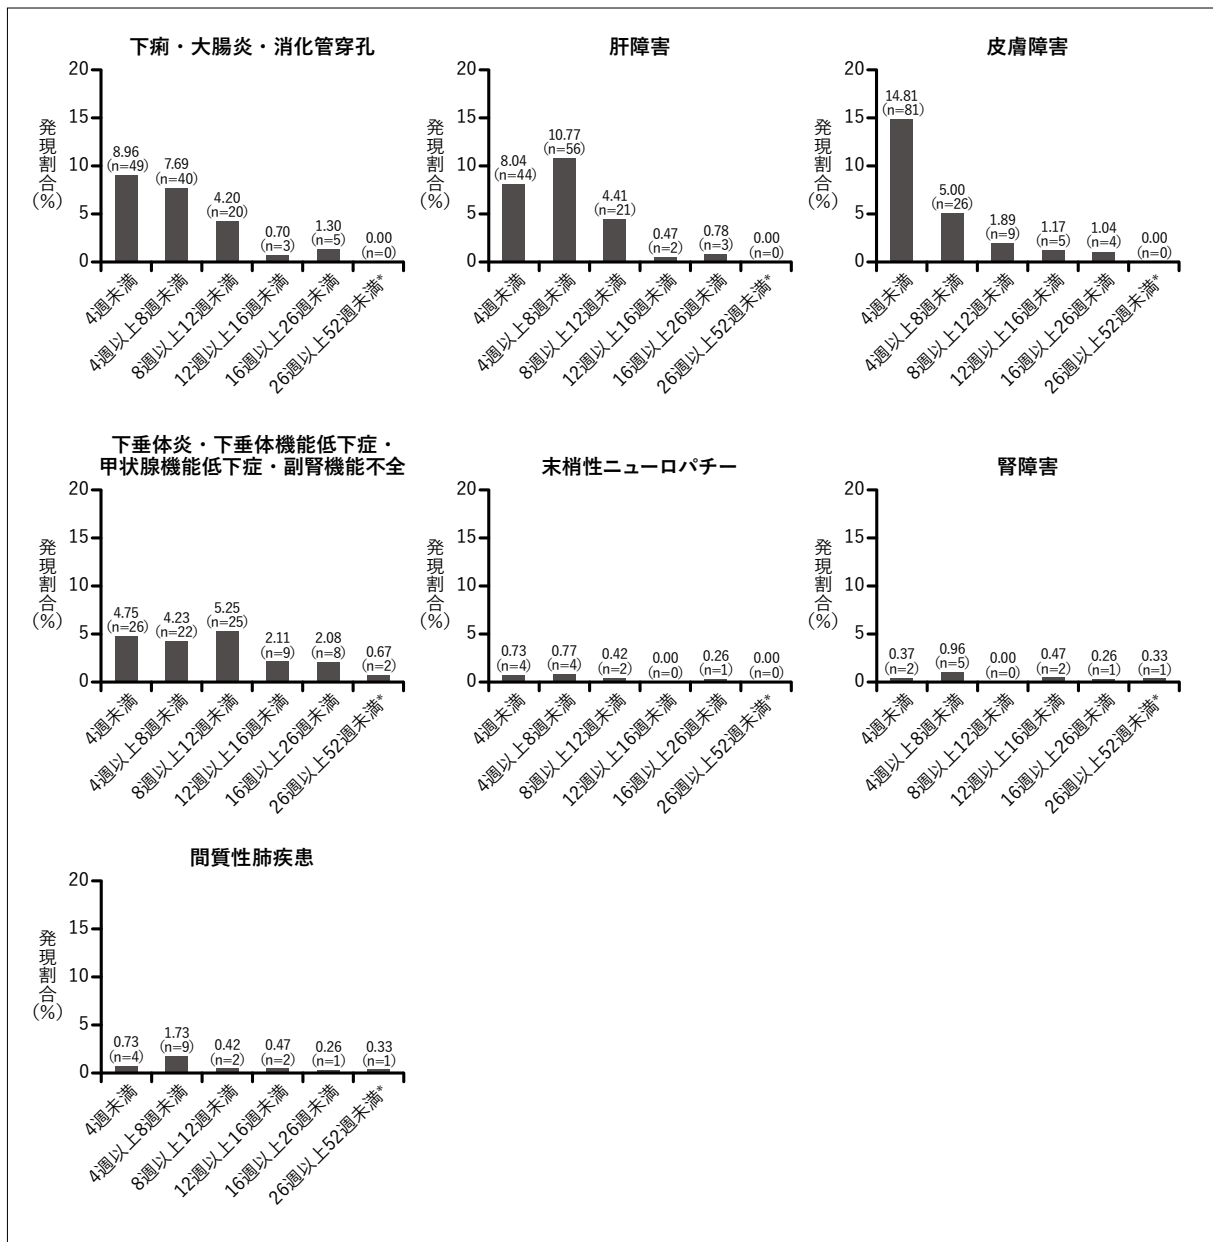 下痢・大腸炎・消化管穿孔
発現割合(%)
20
15
10
5
0
8.96
(n=49)
7.69
(n=40)
4.20
(n=20)
0.70
(n=3)
1.30
(n=5)
0.00
(n=0)
4週未満
4週以上8週未満
8週以上12週未満
12週以上16週未満
16週以上26週未満
26週以上52週未満*
肝障害
発現割合(%)
20
15
10
5
0
8.04
(n=44)
10.77
(n=56)
4.41
(n=21)
0.47
(n=2)
0.78
(n=3)
0.00
(n=0)
4週未満
4週以上8週未満
8週以上12週未満
12週以上16週未満
16週以上26週未満
26週以上52週未満*
皮膚障害
発現割合(%)
20
15
10
5
0
14.81
(n=81)
5.00
(n=26)
1.89
(n=9)
1.17
(n=5)
1.04
(n=4)
0.00
(n=0)
4週未満
4週以上8週未満
8週以上12週未満
12週以上16週未満
16週以上26週未満
26週以上52週未満*
下垂体炎・下垂体機能低下症・
甲状腺機能低下症・副腎機能不全
発現割合(%)
20
15
10
5
0
4.75
(n=26)
4.23
(n=22)
5.25
(n=25)
2.11
(n=9)
2.08
(n=8)
0.67
(n=2)
4週未満
4週以上8週未満
8週以上12週未満
12週以上16週未満
16週以上26週未満
26週以上52週未満*
末梢性ニューロパチー
発現割合(%)
20
15
10
5
0
0.73
(n=4)
0.77
(n=4)
0.42
(n=2)
0.00
(n=0)
0.26
(n=1)
0.00
(n=0)
4週未満
4週以上8週未満
8週以上12週未満
12週以上16週未満
16週以上26週未満
26週以上52週未満*
腎障害
発現割合(%)
20
15
10
5
0
0.37
(n=2)
0.96
(n=5)
0.00
(n=0)
0.47
(n=2)
0.26
(n=1)
0.33
(n=1)
4週未満
4週以上8週未満
8週以上12週未満
12週以上16週未満
16週以上26週未満
26週以上52週未満*
間質性肺疾患
発現割合(%)
20
15
10
5
0
0.73
(n=4)
1.73
(n=9)
0.42
(n=2)
0.47
(n=2)
0.26
(n=1)
0.33
(n=1)
4週未満
4週以上8週未満
8週以上12週未満
12週以上16週未満
16週以上26週未満
26週以上52週未満*